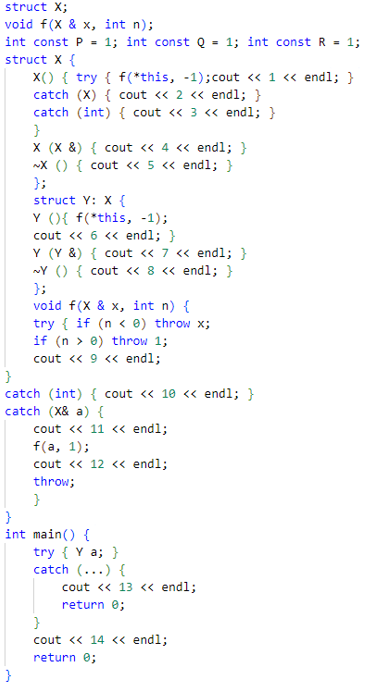 struct X;
void f(X & x, int n);
int const P = 1; int const Q = 1; int const R = 1;
struct X {
X() { try { f(*this, -1);cout << 1 << endl; }
catch (X) { cout << 2 << endl; }
catch (int) { cout << 3 << endl; }
}
X (X &) { cout << 4 << endl; }
~X () { cout << 5 << endl; }
};
struct Y: X {
Y (){ f(*this, -1);
cout << 6 << endl; }
Y (Y &) { cout << 7 << endl; }
~Y () { cout << 8 << endl; }
};
void f(X & x, int n) {
try { if (n < 0) throw x;
if (n > 0) throw 1;
cout << 9 << endl;
}
catch (int) { cout << 10 << endl; }
catch (X& a) {
cout << 11 << endl;
f(a, 1);
cout << 12 << endl;
throw;
}
}
int main() {
try { Y a; }
catch (...) {
cout << 13 << endl;
return 0;
}
cout << 14 << endl;
return 0;
}